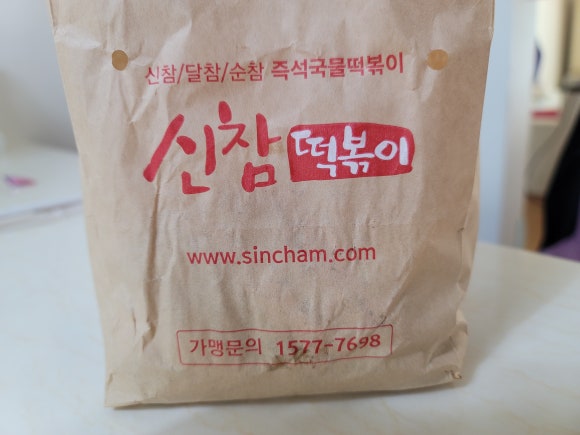 신참/달참/순참 즉석국물떡볶이
신참 떡볶이
www.sincham.com
가맹문의 1577-7698